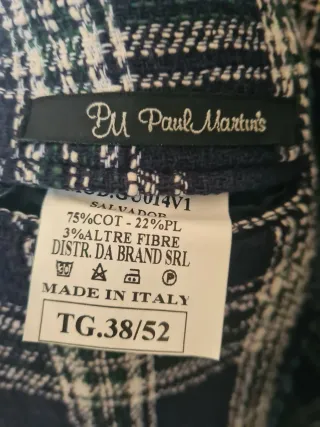 PM Paul Martin's
SALVADOR
75%COT - 22%PL
3%ALTRE FIBRE
DISTR. DA BRAND SRL
MADE IN ITALY
TG.38/52